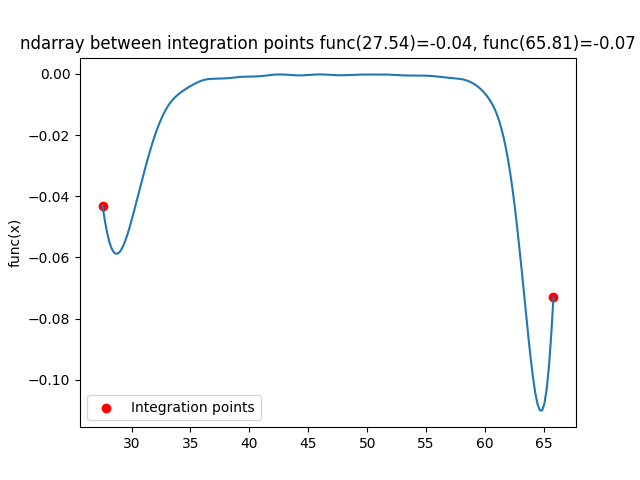 ndarray between integration points func(27.54)=-0.04, func(65.81)=-0.07
0.00
−0.02
−0.04
−0.06
−0.08
−0.10
func(x)
Integration points
30 35 40 45 50 55 60 65